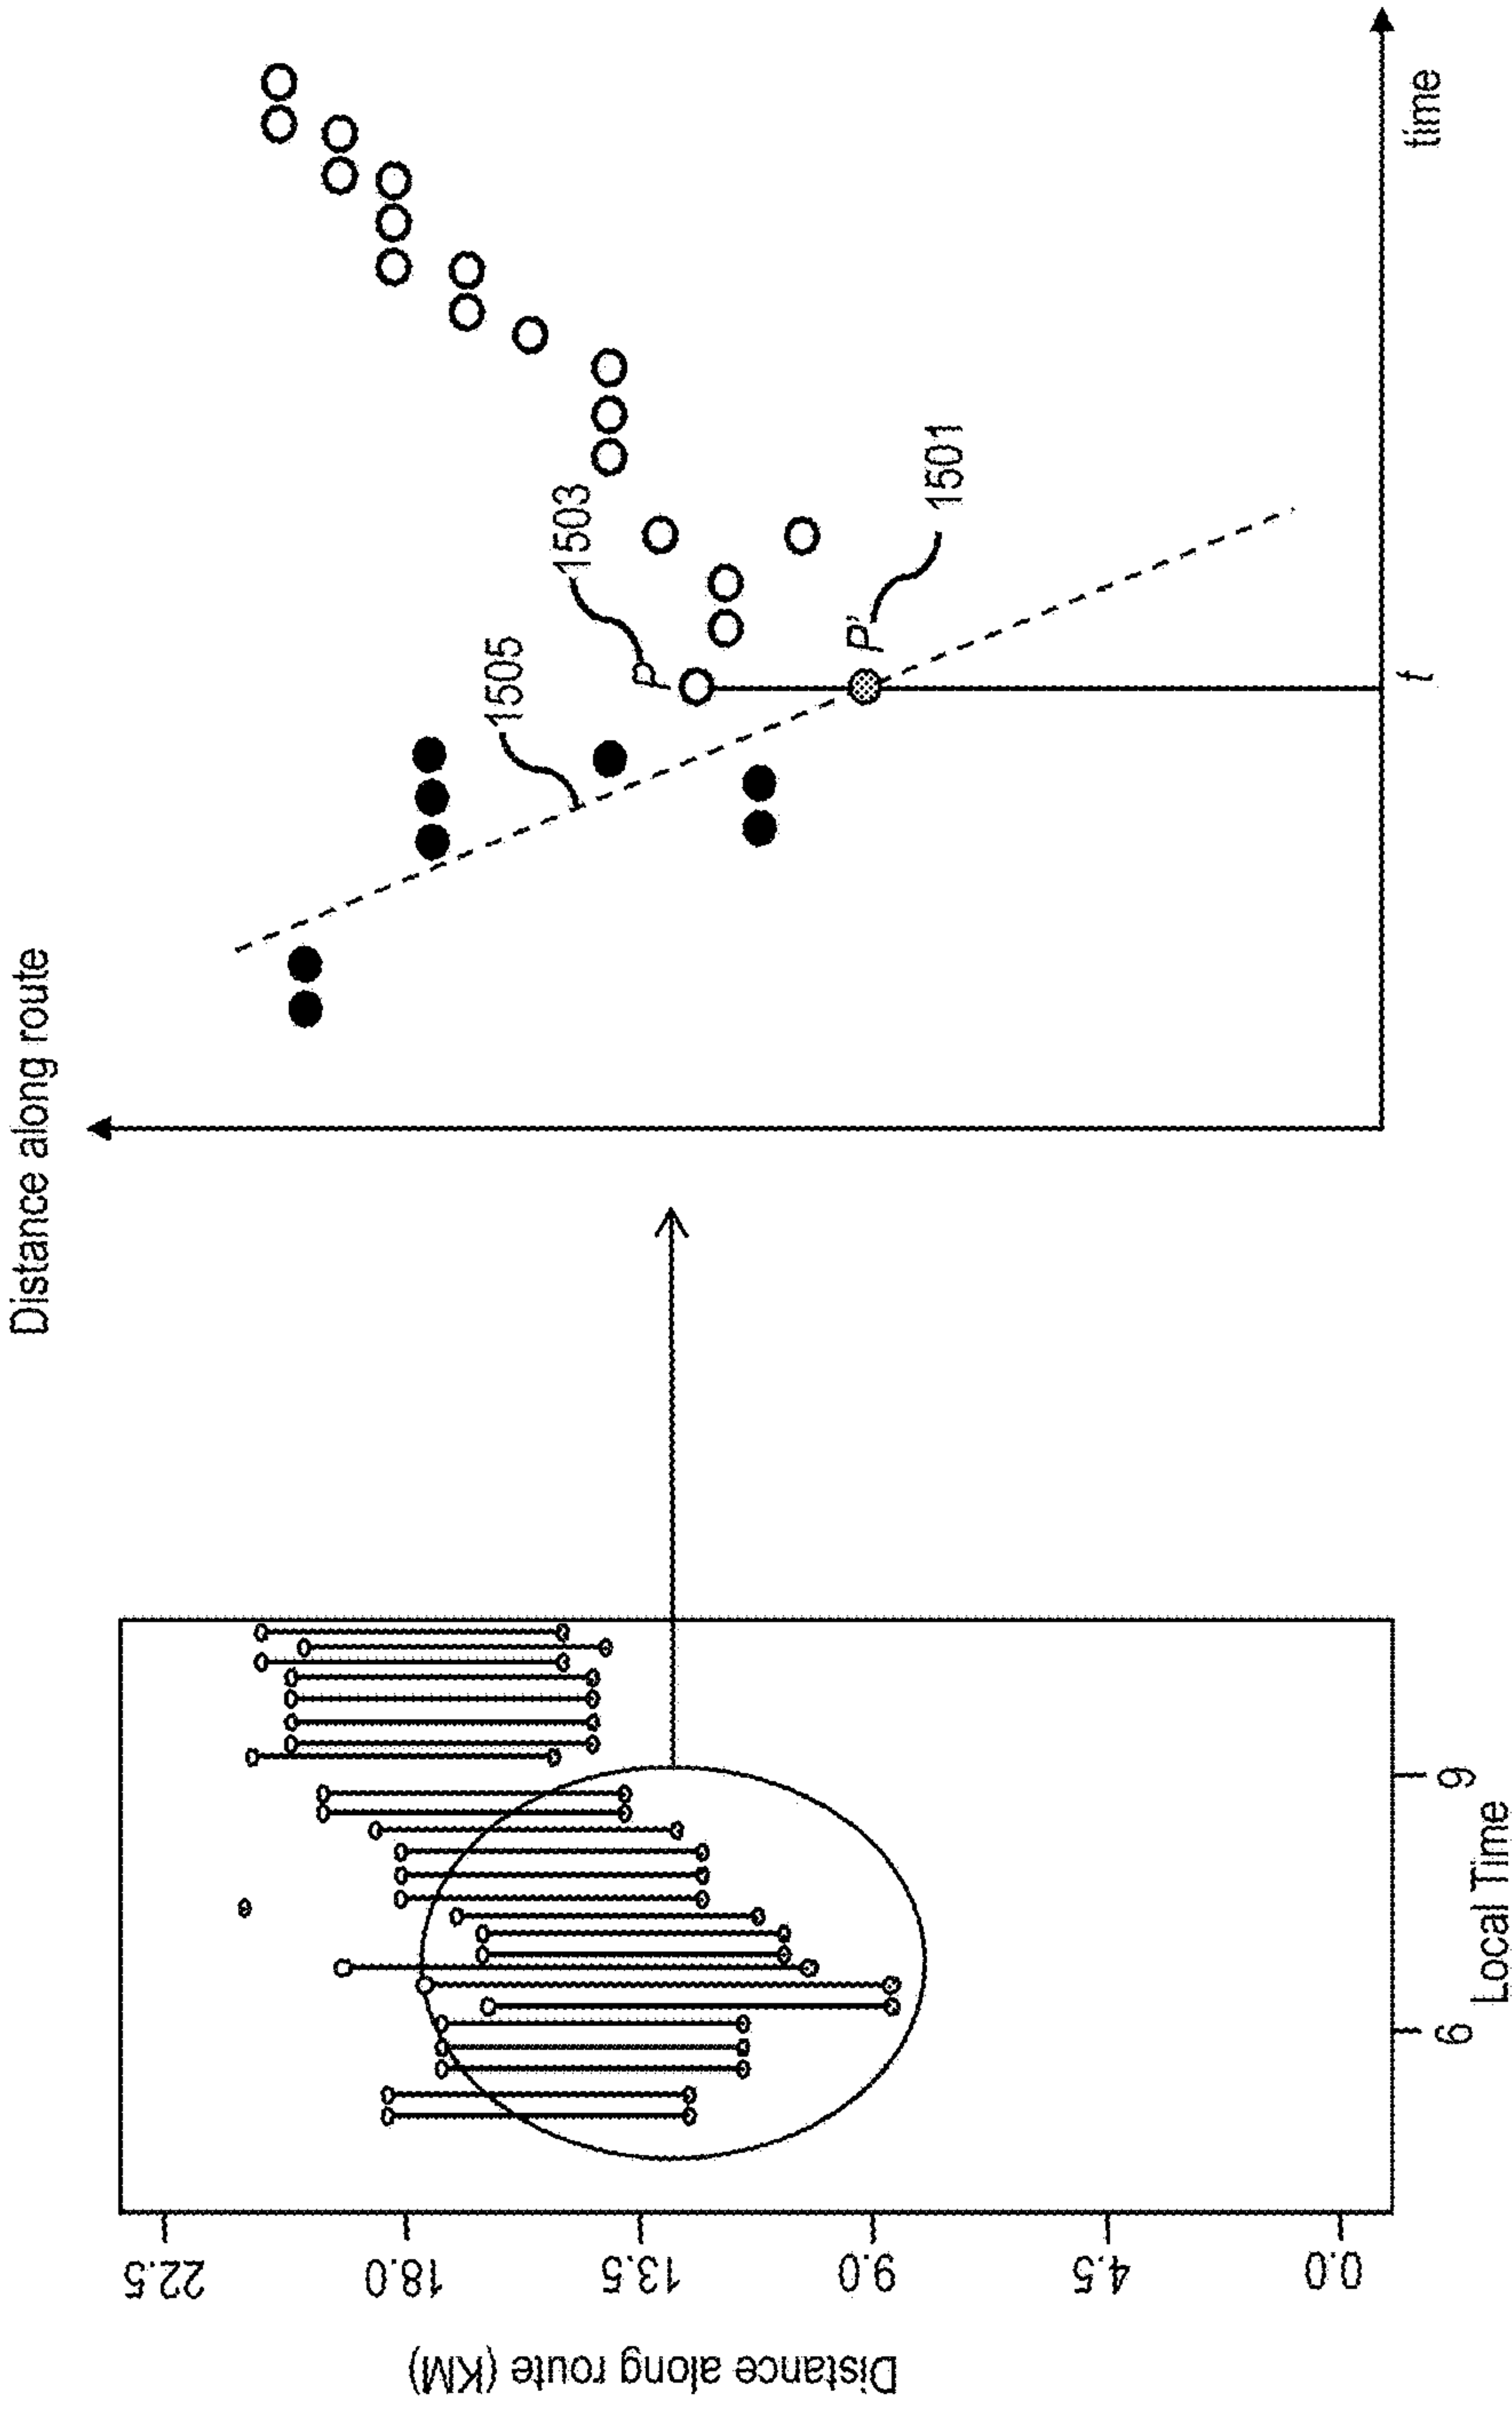 Distance along route (KM)
22.5
18.0
13.5
9.0
4.5
0.0
6
9
Local Time
Distance along route
1505
1503
P
P'
1501
t
time